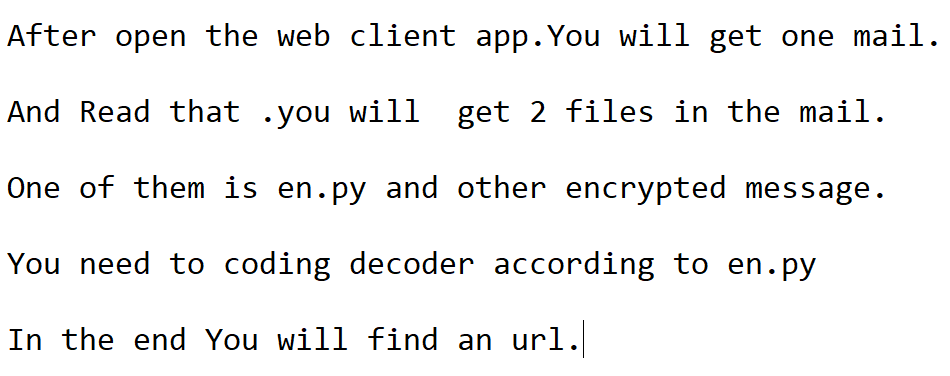 After open the web client app.You will get one mail.
And Read that .you will  get 2 files in the mail.
One of them is en.py and other encrypted message.
You need to coding decoder according to en.py
In the end You will find an url.